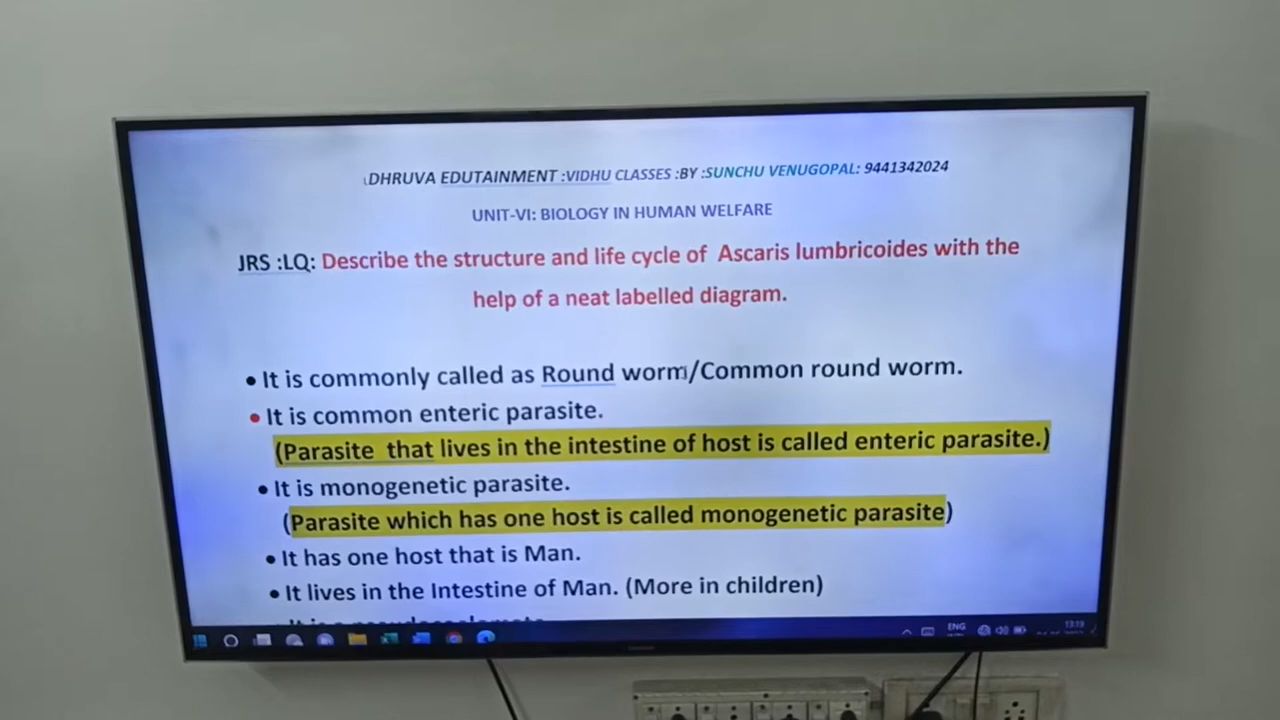 DHRUVA EDUTAINMENT :VIDHU CLASSES :BY :SUNCHU VENUGOPAL: 9441342024
UNIT-VI: BIOLOGY IN HUMAN WELFARE
JRS :LQ: Describe the structure and life cycle of Ascaris lumbricoides with the
help of a neat labelled diagram.
• It is commonly called as Round worm/Common round worm.
• It is common enteric parasite.
(Parasite that lives in the intestine of host is called enteric parasite.)
• It is monogenetic parasite.
(Parasite which has one host is called monogenetic parasite)
• It has one host that is Man.
• It lives in the Intestine of Man. (More in children)
ENG
13:19